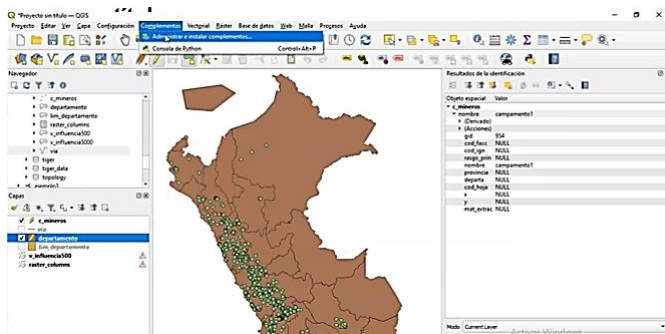 *Proyecto sin título — QGIS
Proyecto Editar Ver Capa Configuración Complementos Vectorial Ráster Base de datos Web Malla Procesos Ayuda
Administrar e instalar complementos...
Consola de Python Control+Alt+P
Navegador
c_mineros
departamento
lim_departamento
raster_columns
v_influencia500
v_influencia5000
via
tiger
tiger_data
topology
ejemplo1
Capas
c_mineros
via
departamento
lim_departamento
v_influencia500
raster_columns
Resultados de la identificación
Objeto espacial Valor
c_mineros
nombre campamento1
(Derivado)
(Acciones)
gid 954
cod_facc NULL
cod_ign NULL
rasgo_prin NULL
nombre campamento1
provincia NULL
departa NULL
cod_hoja NULL
x NULL
y NULL
mat_extrac NULL
Modo Current Layer
Activar Windows